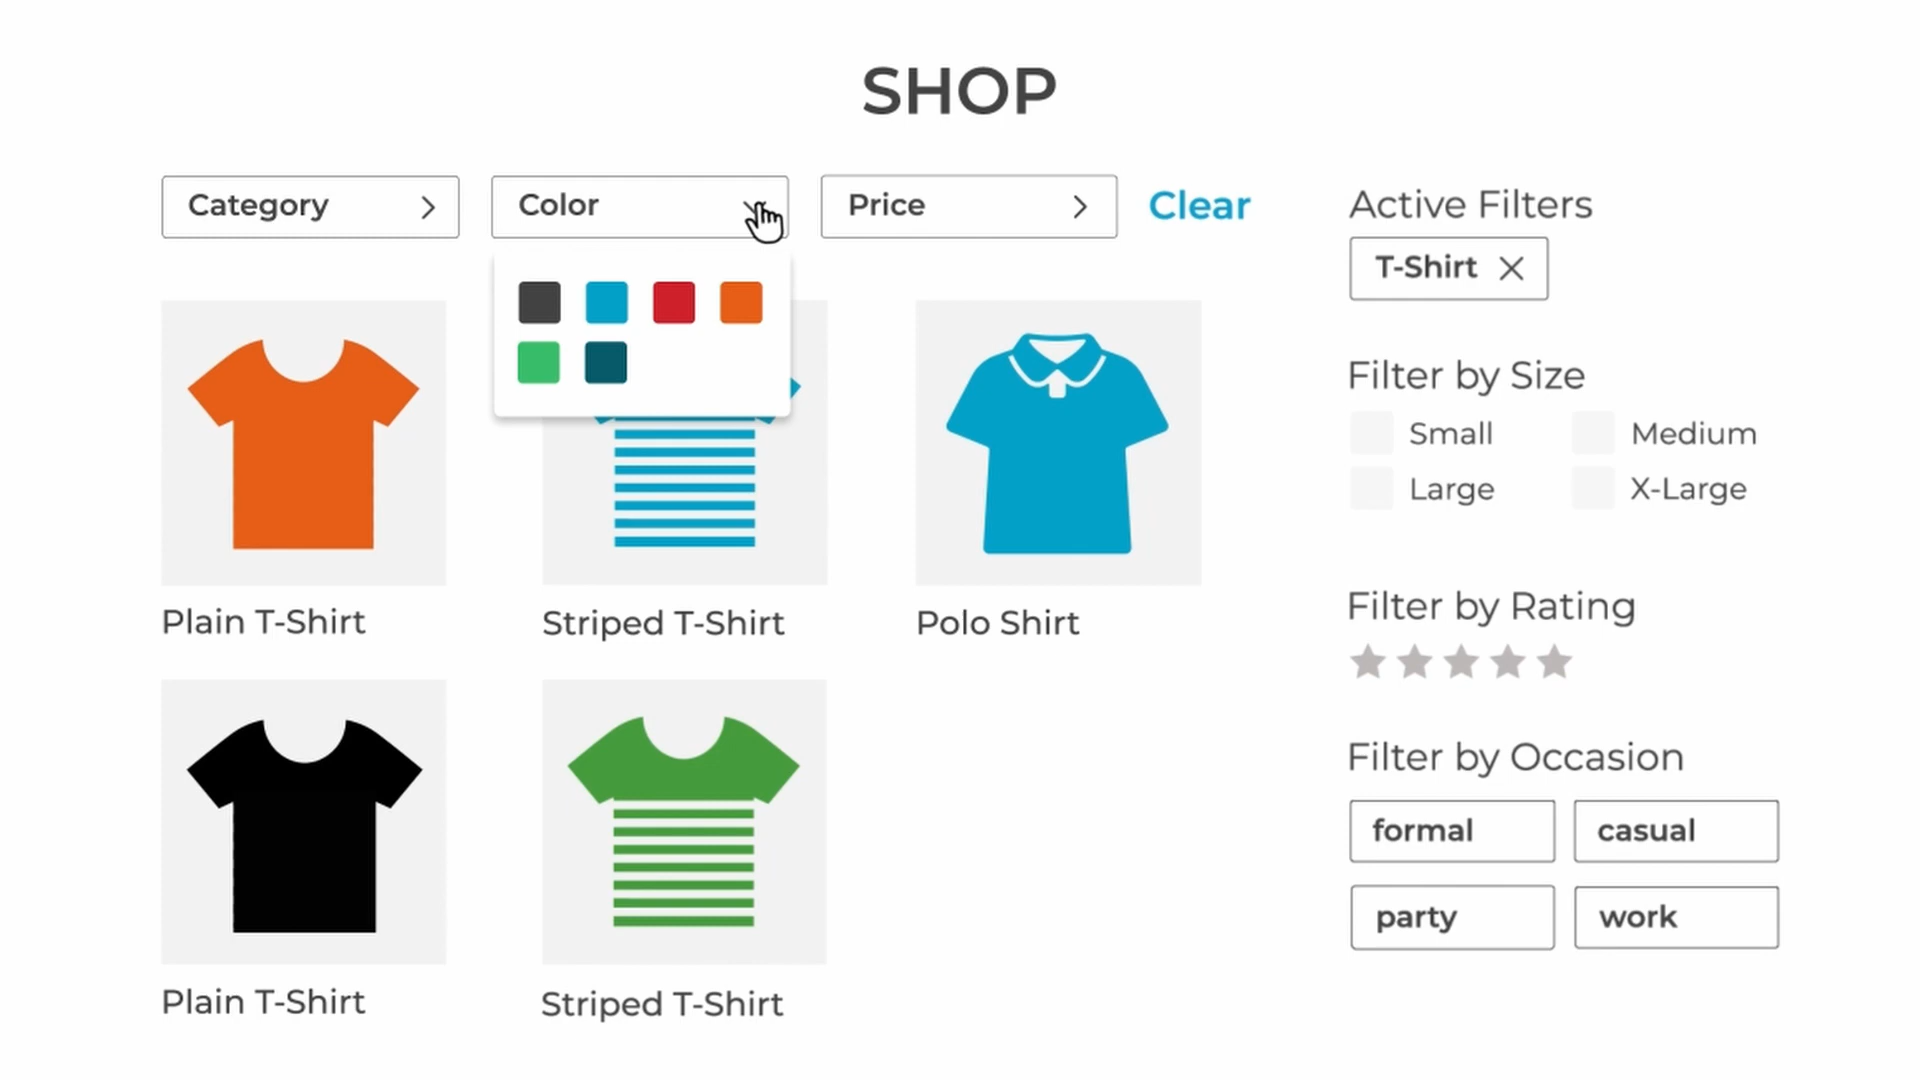 SHOP
Category
Color
Price
Clear
Active Filters
T-Shirt
Filter by Size
Small
Medium
Large
X-Large
Plain T-Shirt
Striped T-Shirt
Polo Shirt
Filter by Rating
Filter by Occasion
formal
casual
party
work
Plain T-Shirt
Striped T-Shirt